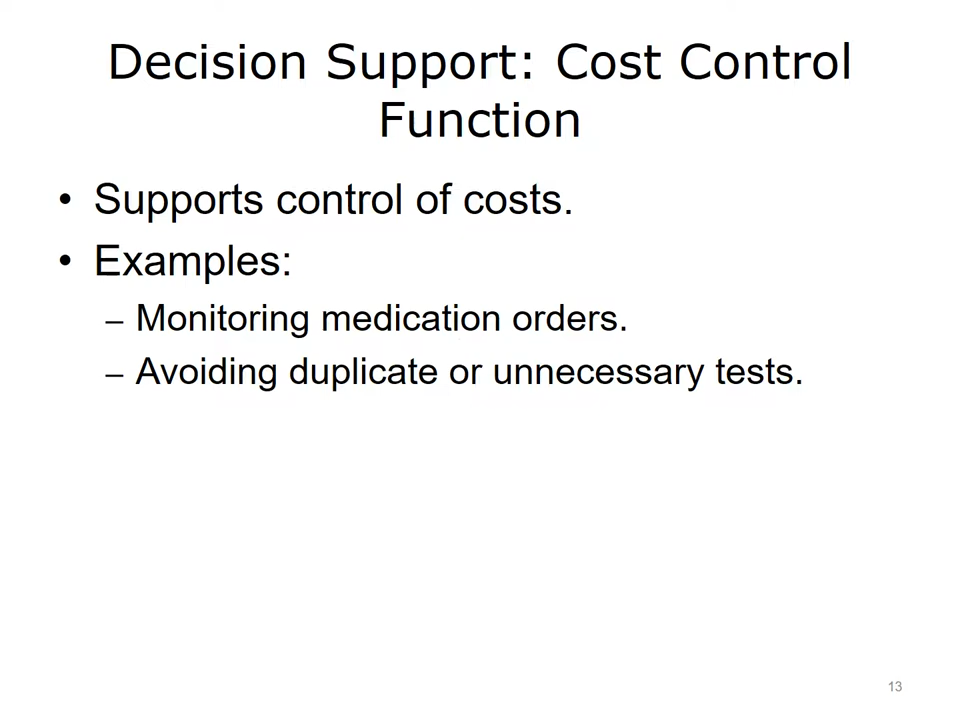 Decision Support: Cost Control
Function
• Supports control of costs.
• Examples:
– Monitoring medication orders.
– Avoiding duplicate or unnecessary tests.
13